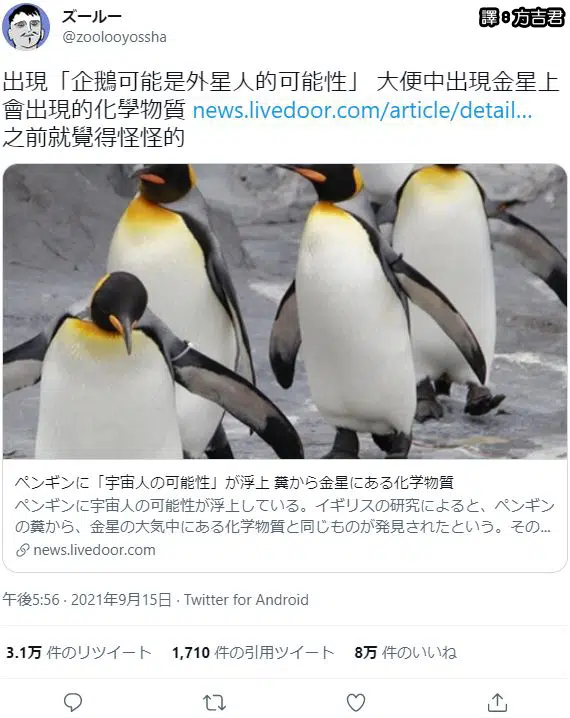 ズールー
譯8方吉君
@zoolooyossha
出現「企鵝可能是外星人的可能性」 大便中出現金星上
會出現的化學物質 news.livedoor.com/article/detail...
之前就覺得怪怪的
ペンギンに「宇宙人の可能性」が浮上 糞から金星にある化学物質
ペンギンに宇宙人の可能性が浮上している。イギリスの研究によると、ペンギン
の糞から、金星の大気中にある化学物質と同じものが発見されたという。その...
news.livedoor.com
午後5:56 · 2021年9月15日 · Twitter for Android
3.1万 件のリツイート 1,710 件の引用ツイート 8万 件のいいね